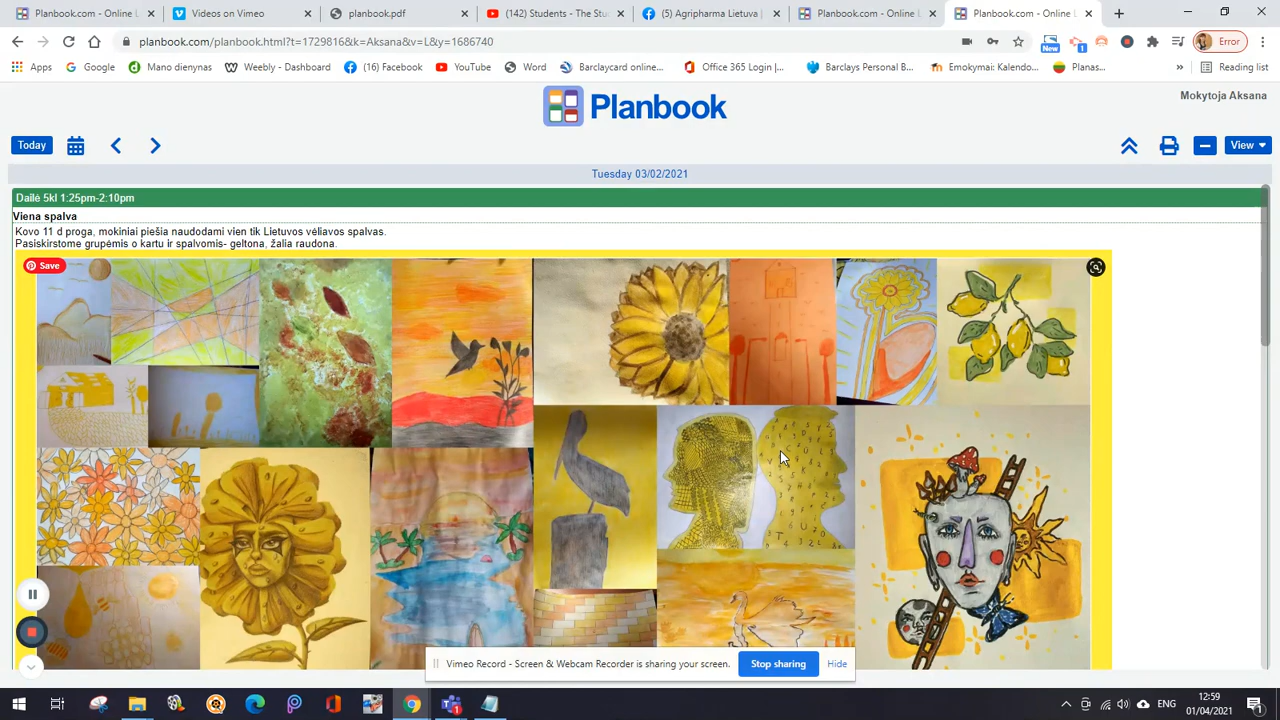 Planbook.com - Online L
Videos on Vimeo
planbook.pdf
(142) Students - The Stu
(5) Agripharma Lietuva |
Planbook.com - Online L
Planbook.com - Online L
planbook.com/planbook.html?t=1729816&k=Aksana&v=L&y=1686740
New
1
Error
Apps
Google
Mano dienynas
Weebly - Dashboard
(16) Facebook
YouTube
Word
Barclaycard online...
Office 365 Login |...
Barclays Personal B...
Emokymai: Kalendo...
Planas...
»
Reading list
Planbook
Mokytoja Aksana
Today
View
Tuesday 03/02/2021
Dailė 5kl 1:25pm-2:10pm
Viena spalva
Kovo 11 d proga, mokiniai piešia naudodami vien tik Lietuvos vėliavos spalvas.
Pasiskirstome grupėmis o kartu ir spalvomis- geltona, žalia raudona.
Save
Vimeo Record - Screen & Webcam Recorder is sharing your screen.
Stop sharing
Hide
ENG
12:59
01/04/2021
1